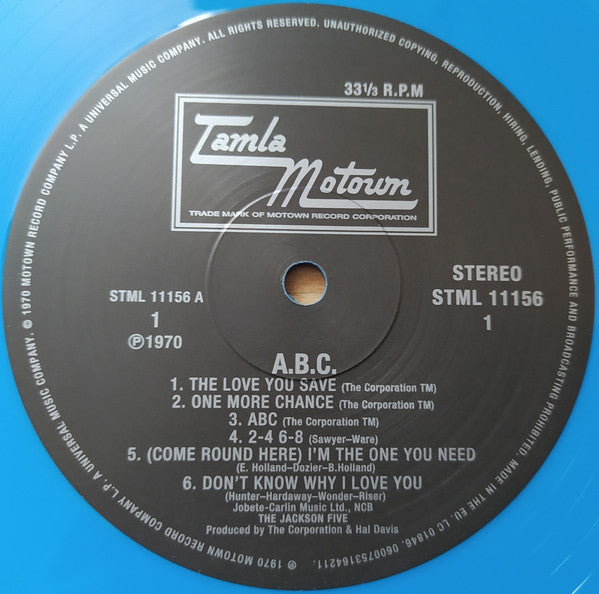 ℗ 1970 MOTOWN RECORD COMPANY L.P. A UNIVERSAL MUSIC COMPANY. © 1970 MOTOWN RECORD COMPANY L.P. A UNIVERSAL MUSIC COMPANY. ALL RIGHTS RESERVED. UNAUTHORIZED COPYING, REPRODUCTION, HIRING, LENDING, PUBLIC PERFORMANCE AND BROADCASTING PROHIBITED. MADE IN THE EU. LC 01846. 0600753164211.
33⅓ R.P.M
Tamla
Motown
TRADE MARK OF MOTOWN RECORD CORPORATION
STML 11156 A
1
℗1970
STEREO
STML 11156
1
A.B.C.
1. THE LOVE YOU SAVE (The Corporation TM)
2. ONE MORE CHANCE (The Corporation TM)
3. ABC (The Corporation TM)
4. 2-4 6-8 (Sawyer–Ware)
5. (COME ROUND HERE) I'M THE ONE YOU NEED
(E. Holland–Dozier–B.Holland)
6. DON'T KNOW WHY I LOVE YOU
(Hunter–Hardaway–Wonder–Riser)
Jobete-Carlin Music Ltd., NCB
THE JACKSON FIVE
Produced by The Corporation & Hal Davis